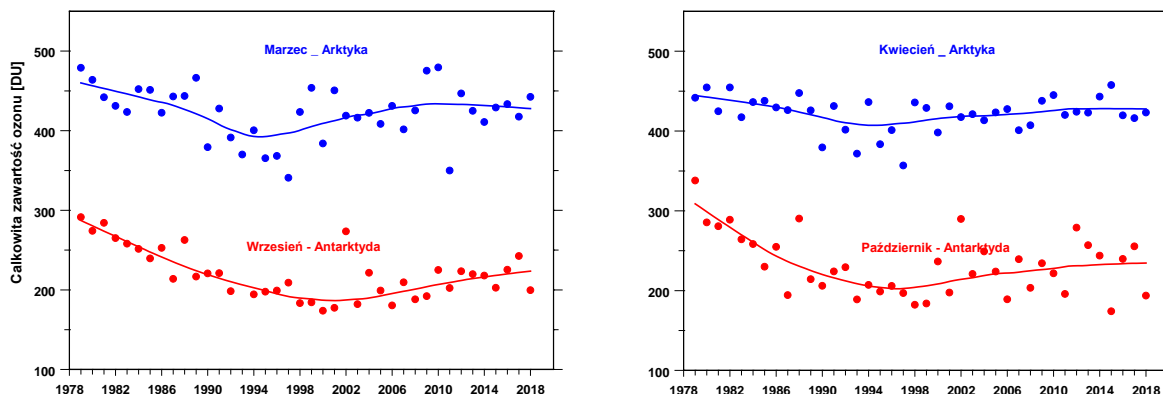 Całkowita zawartość ozonu [DU]
500
400
300
200
100
Marzec _ Arktyka
Wrzesień - Antarktyda
1978 1982 1986 1990 1994 1998 2002 2006 2010 2014 2018
500
400
300
200
100
Kwiecień _ Arktyka
Październik - Antarktyda
1978 1982 1986 1990 1994 1998 2002 2006 2010 2014 2018